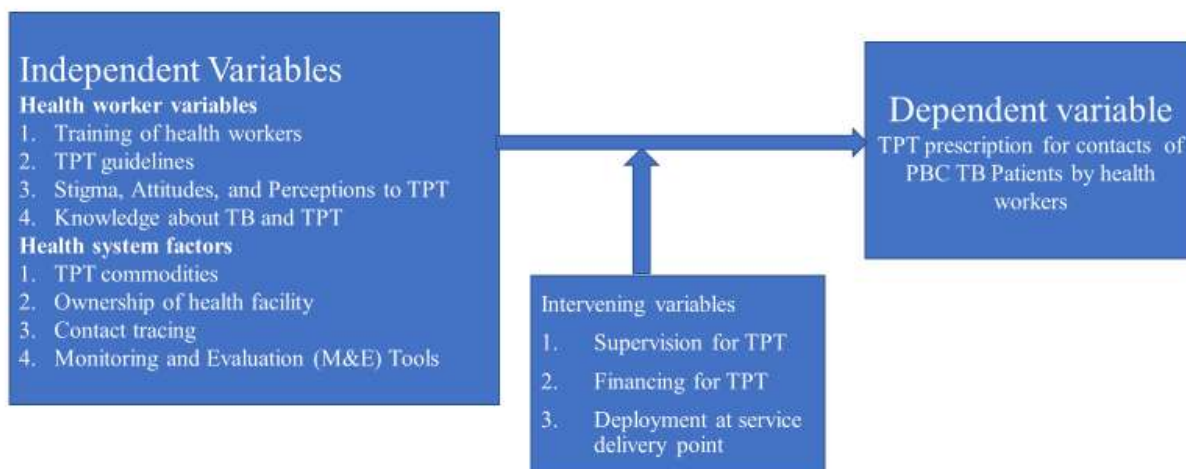 Independent Variables
Health worker variables
1. Training of health workers
2. TPT guidelines
3. Stigma, Attitudes, and Perceptions to TPT
4. Knowledge about TB and TPT
Health system factors
1. TPT commodities
2. Ownership of health facility
3. Contact tracing
4. Monitoring and Evaluation (M&E) Tools
Intervening variables
1. Supervision for TPT
2. Financing for TPT
3. Deployment at service
delivery point
Dependent variable
TPT prescription for contacts of
PBC TB Patients by health
workers